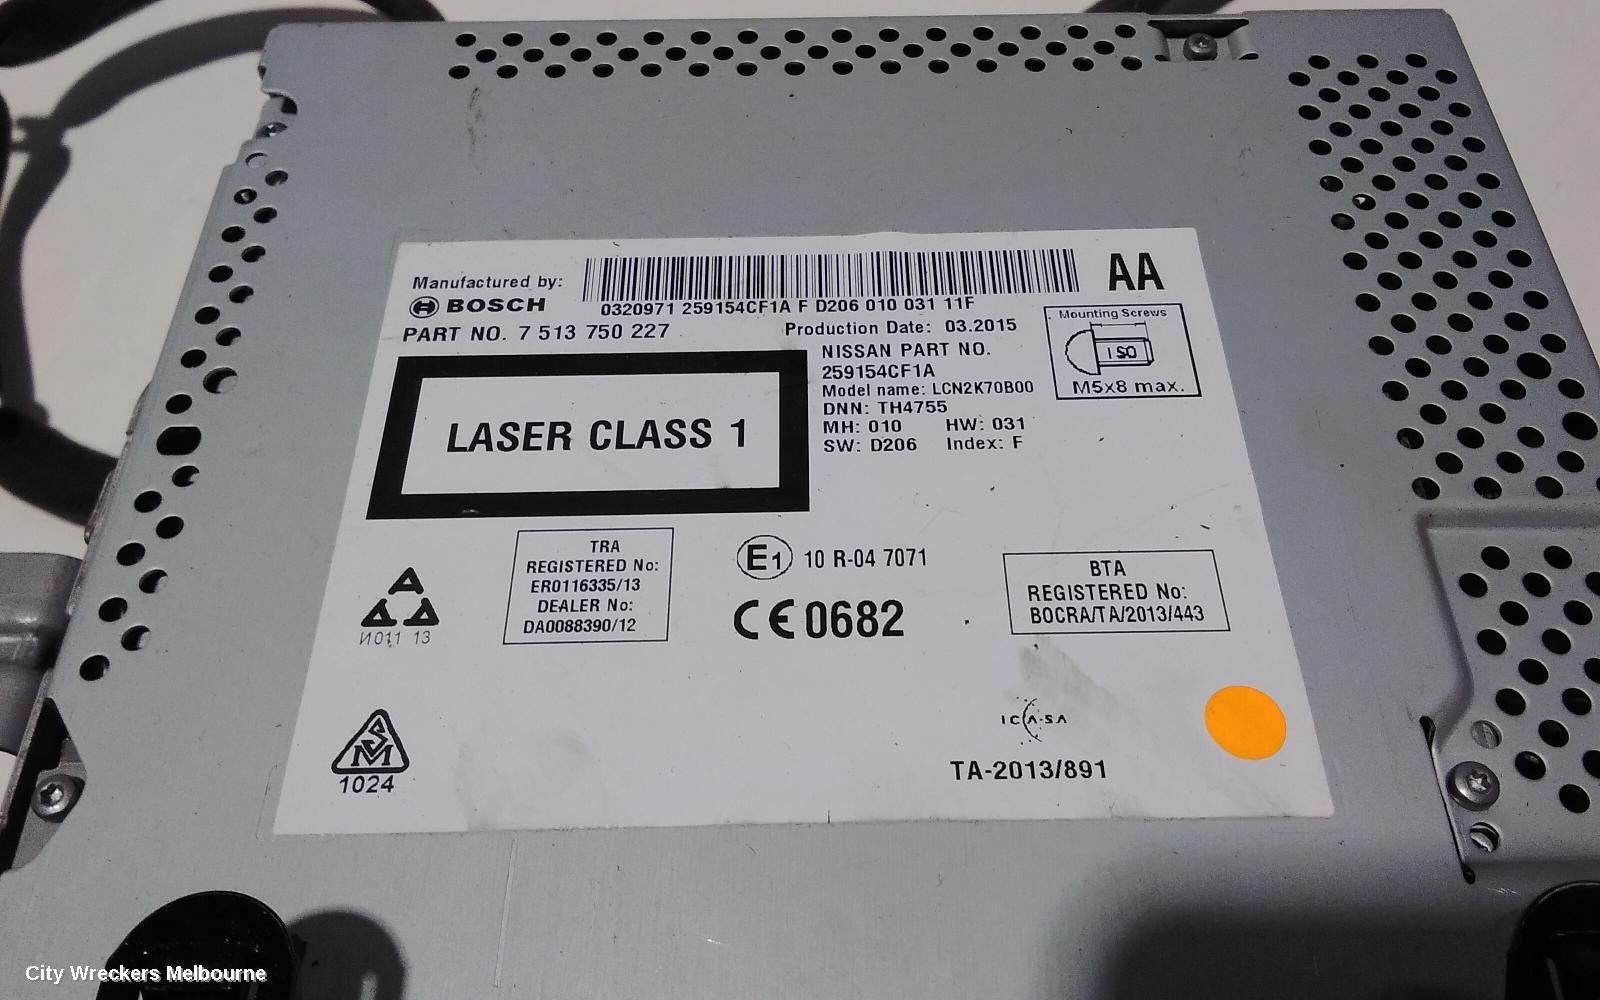 Manufactured by:
BOSCH
0320971 259154CF1A F D206 010 031 11F
AA
PART NO. 7 513 750 227
Production Date: 03.2015
NISSAN PART NO.
259154CF1A
Model name: LCN2K70B00
DNN: TH4755
MH: 010 HW: 031
SW: D206 Index: F
Mounting Screws
ISO
M5x8 max.
LASER CLASS 1
TRA
REGISTERED No:
ER0116335/13
DEALER No:
DA0088390/12
E1 10 R-04 7071
CE0682
BTA
REGISTERED No:
BOCRA/TA/2013/443
И011 13
SM
1024
ICASA
TA-2013/891
City Wreckers Melbourne